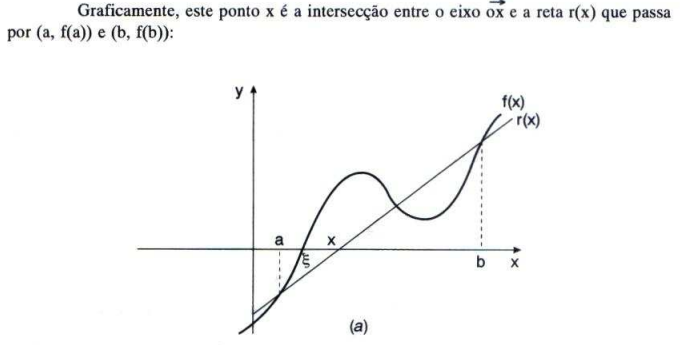 Graficamente, este ponto x é a intersecção entre o eixo ox e a reta r(x) que passa
por (a, f(a)) e (b, f(b)):
y
f(x)
r(x)
a
x
ξ
b
x
(a)